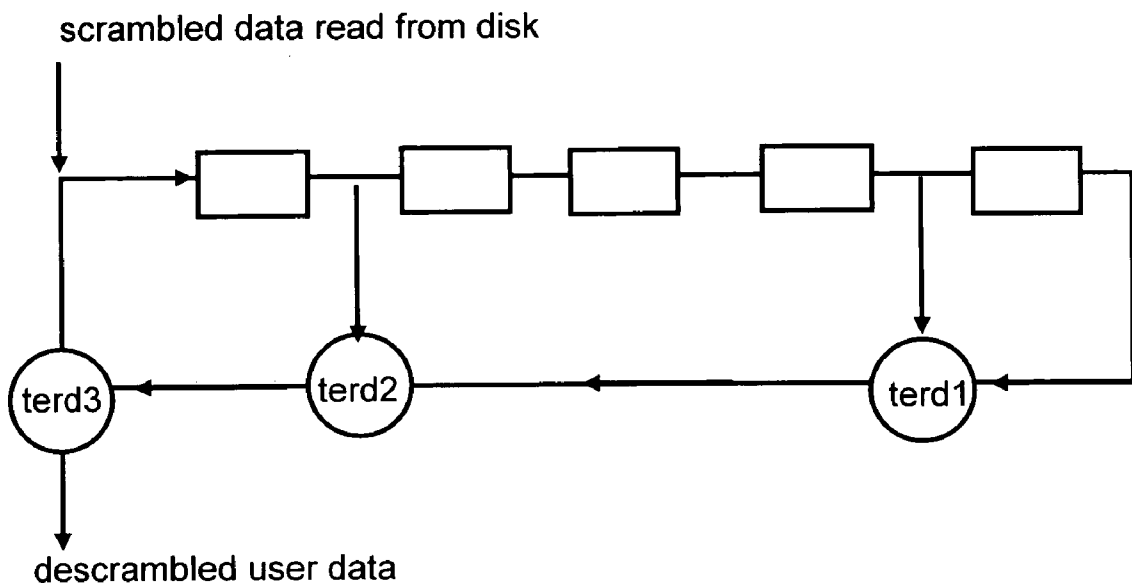 scrambled data read from disk
terd3
terd2
terd1
descrambled user data